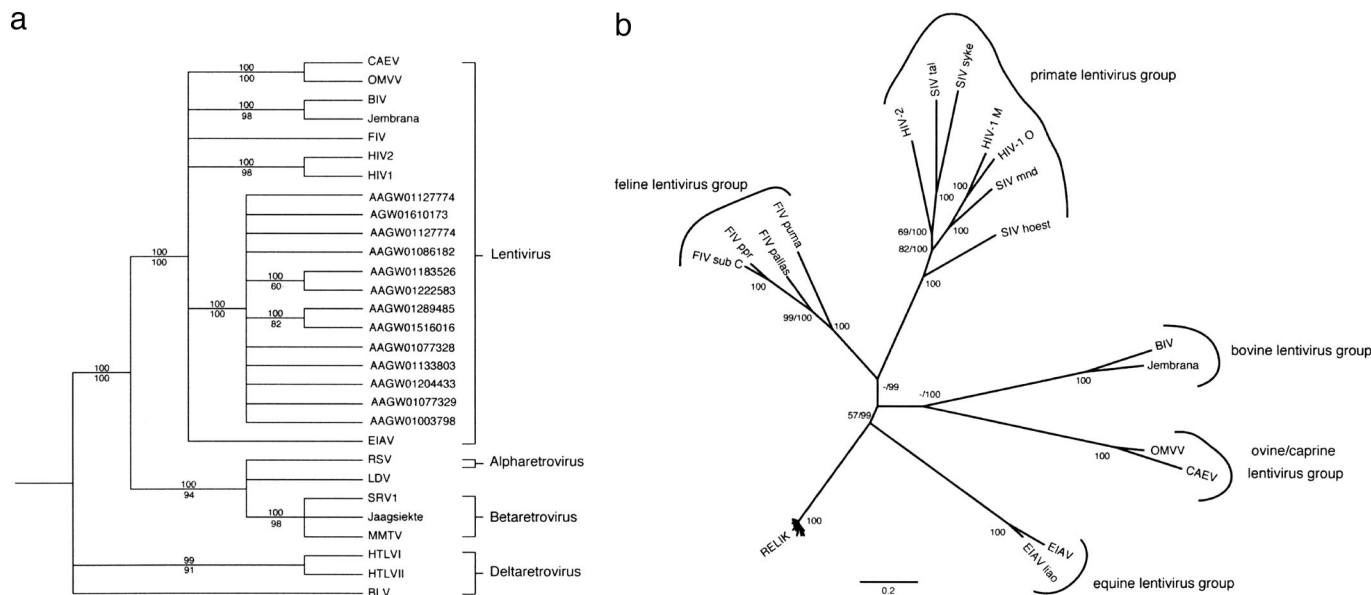 a
CAEV
100
100
OMVV
BIV
100
98
Jembrana
FIV
HIV2
100
98
HIV1
AAGW01127774
AGW01610173
AAGW01127774
AAGW01086182
Lentivirus
100
100
AAGW01183526
100
60
AAGW01222583
AAGW01289485
100
82
AAGW01516016
100
100
AAGW01077328
AAGW01133803
AAGW01204433
AAGW01077329
AAGW01003798
100
100
EIAV
RSV
Alpharetrovirus
LDV
100
94
SRV1
100
98
Jaagsiekte
Betaretrovirus
MMTV
HTLVI
99
91
HTLVII
Deltaretrovirus
BLV
b
primate lentivirus group
HIV-2
SIV tal
SIV syke
HIV-1 M
HIV-1 O
SIV mnd
SIV hoest
100
100
100
69/100
82/100
100
feline lentivirus group
FIV puma
FIV pallas
FIV ppr
FIV sub C
100
99/100
100
-/99
-/100
57/99
BIV
Jembrana
100
bovine lentivirus group
OMVV
CAEV
100
ovine/caprine
lentivirus group
RELIK
100
100
EIAV
EIAV liao
equine lentivirus group
0.2